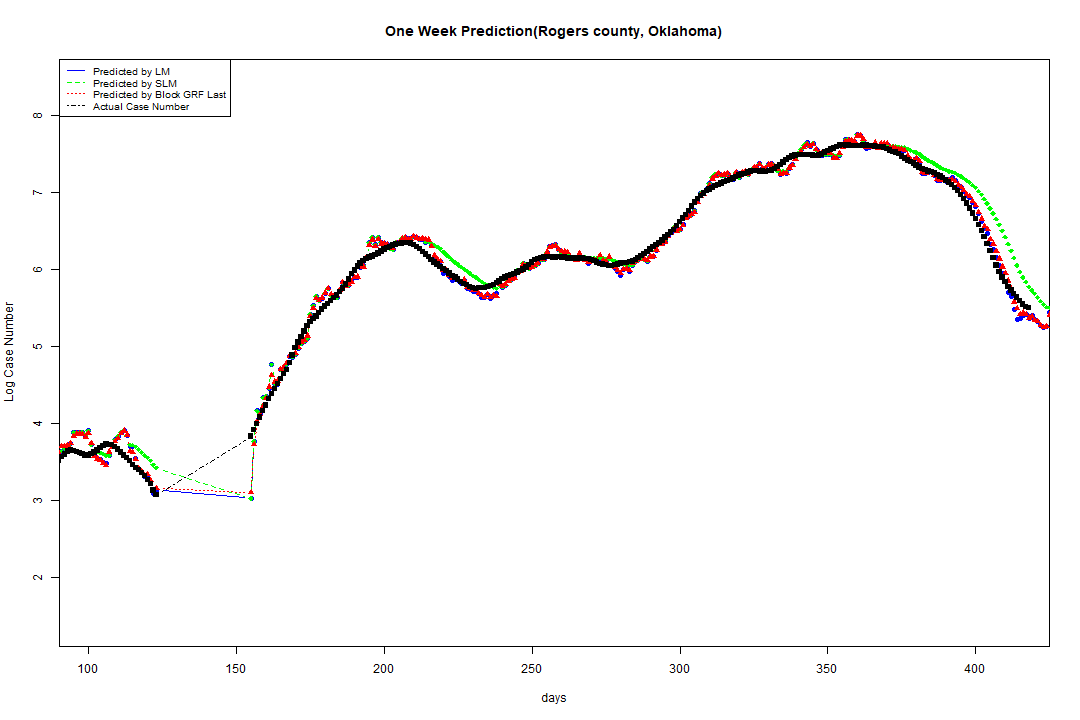 One Week Prediction(Rogers county, Oklahoma)
Predicted by LM
Predicted by SLM
Predicted by Block GRF Last
Actual Case Number
8
7
6
5
4
3
2
Log Case Number
100 150 200 250 300 350 400
days